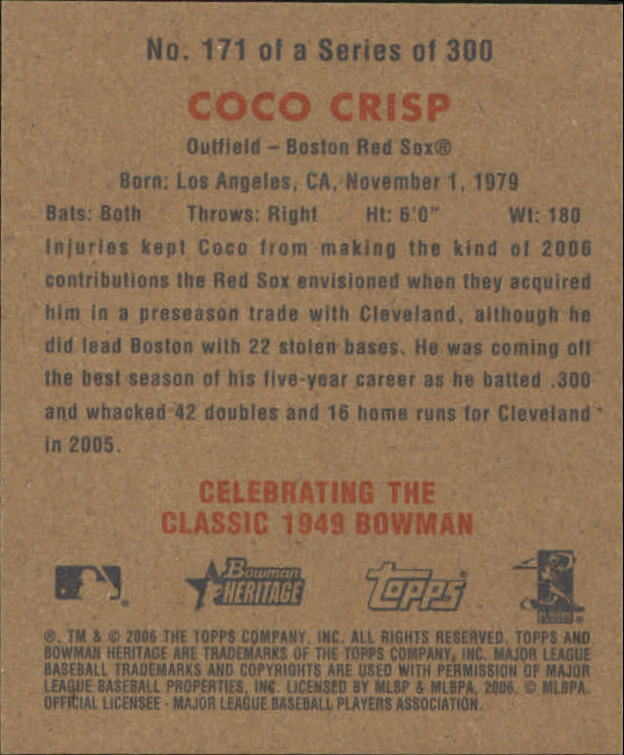 No. 171 of a Series of 300
COCO CRISP
Outfield – Boston Red Sox®
Born: Los Angeles, CA, November 1, 1979
Bats: Both Throws: Right Ht: 6'0" Wt: 180
Injuries kept Coco from making the kind of 2006
contributions the Red Sox envisioned when they acquired
him in a preseason trade with Cleveland, although he
did lead Boston with 22 stolen bases. He was coming off
the best season of his five-year career as he batted .300
and whacked 42 doubles and 16 home runs for Cleveland
in 2005.
CELEBRATING THE
CLASSIC 1949 BOWMAN
Bowman
HERITAGE
topps
®, TM & © 2006 THE TOPPS COMPANY, INC. ALL RIGHTS RESERVED. TOPPS AND
BOWMAN HERITAGE ARE TRADEMARKS OF THE TOPPS COMPANY, INC. MAJOR LEAGUE
BASEBALL TRADEMARKS AND COPYRIGHTS ARE USED WITH PERMISSION OF MAJOR
LEAGUE BASEBALL PROPERTIES, INC. LICENSED BY MLBP & MLBPA, 2006. © MLBPA.
OFFICIAL LICENSEE - MAJOR LEAGUE BASEBALL PLAYERS ASSOCIATION.